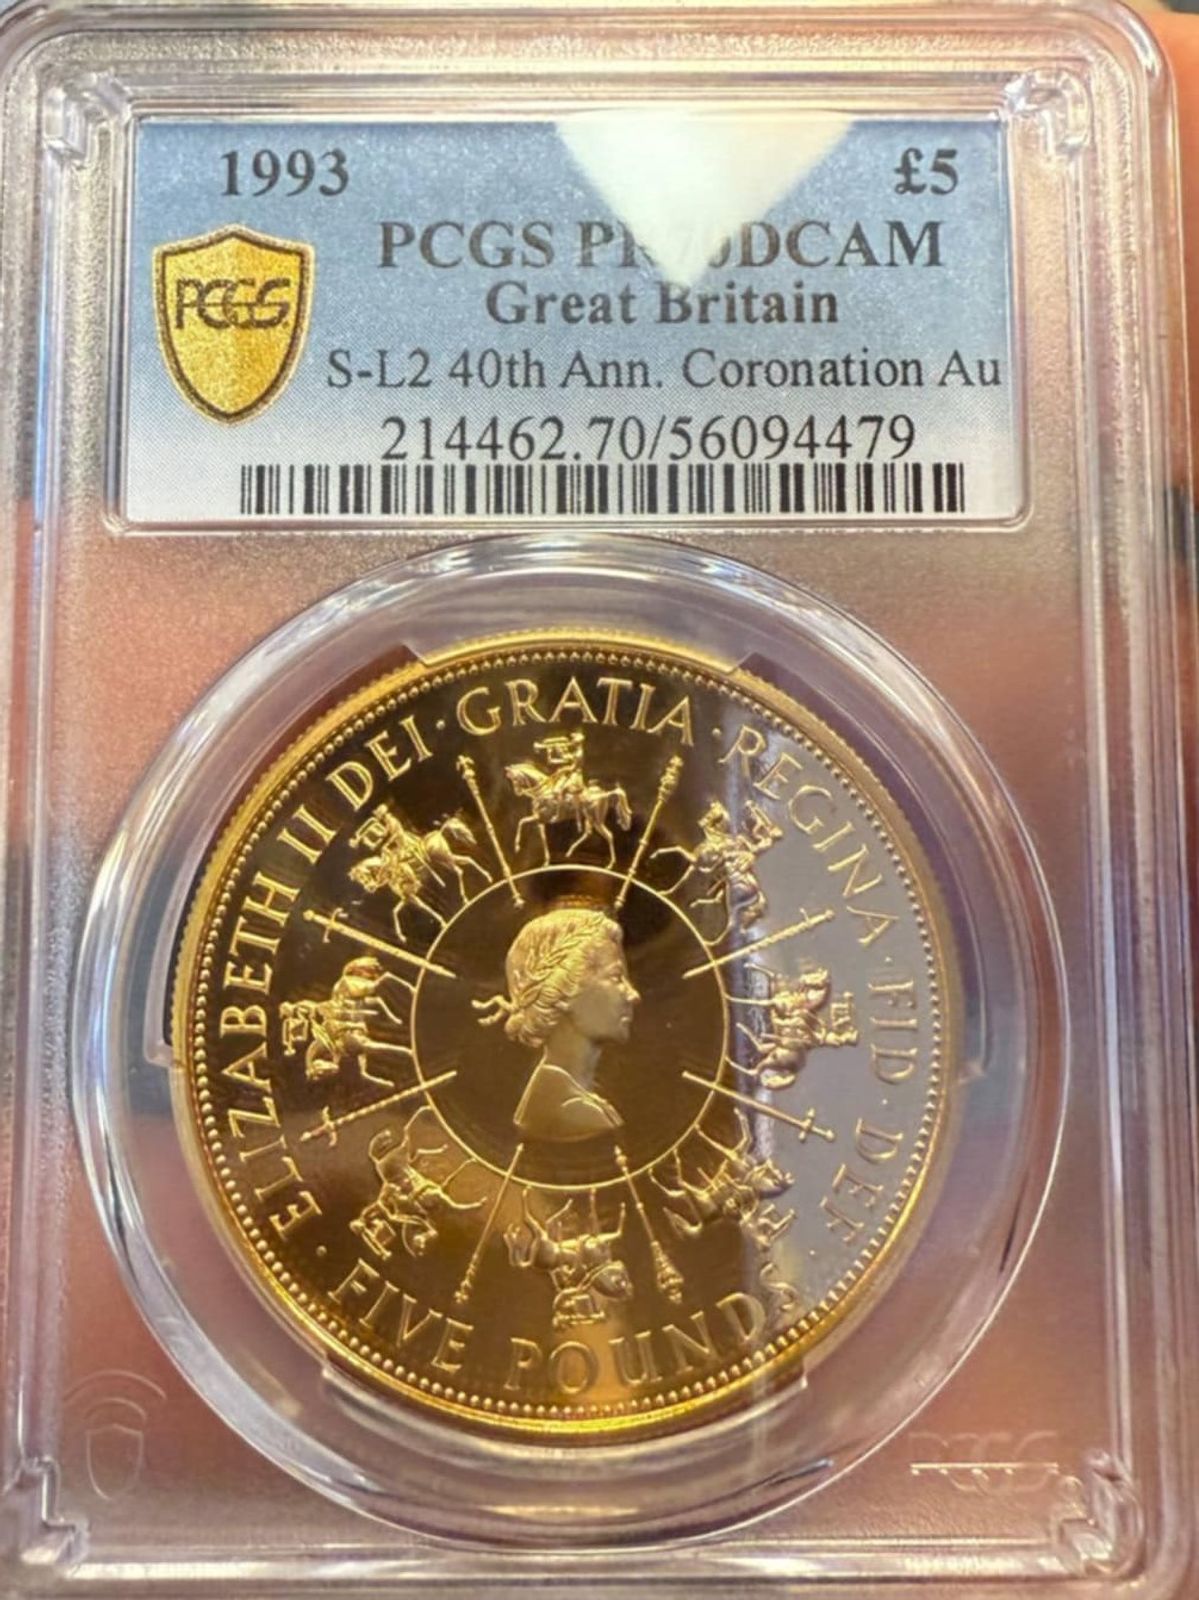 1993 £5
PCGS PR70DCAM
PCGS
Great Britain
S-L2 40th Ann. Coronation Au
214462.70/56094479
ELIZABETH II DEI · GRATIA · REGINA · FID · DEF ·
FIVE POUNDS
PCGS